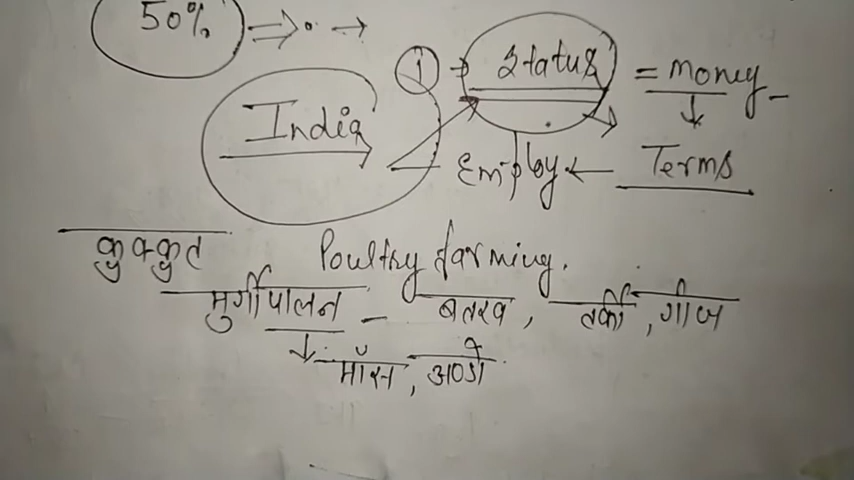 50% ⇒ • →
① → Status = Money -
India
Employ ← Terms
कुक्कुत Poultry farming.
मुर्गीपालन - बतख, टर्की, गीज
↓ माँस, अण्डे